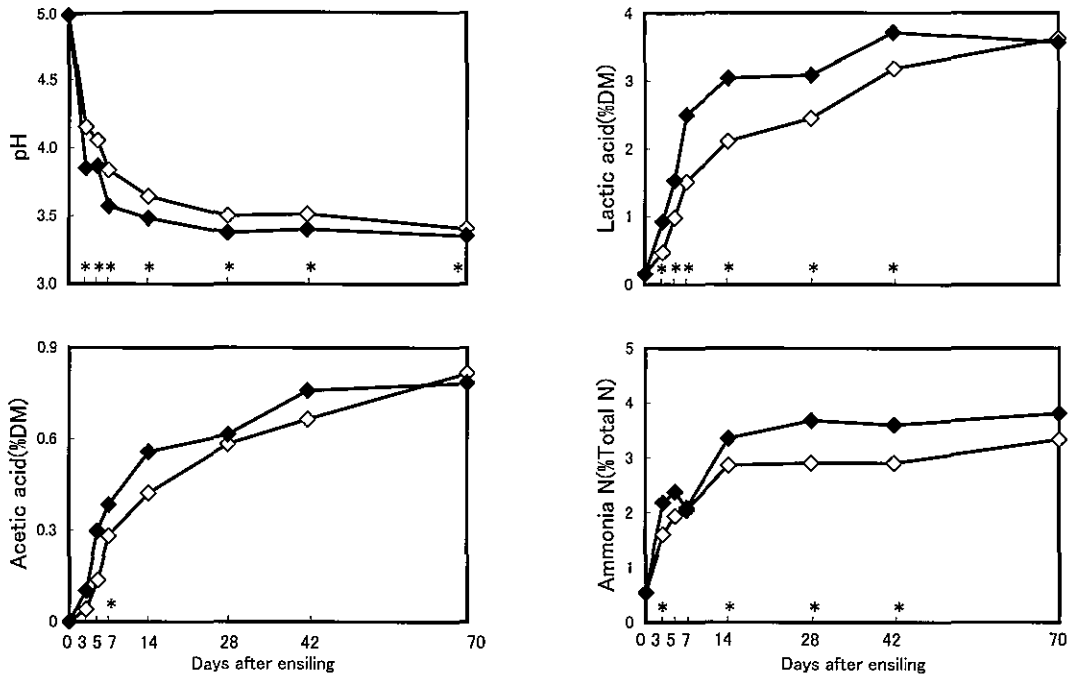 5.0
4.5
4.0
3.5
3.0
pH
* * * * * * *
4
3
2
1
0
Lactic acid(%DM)
* * * * * *
0.9
0.6
0.3
0.0
Acetic acid(%DM)
*
0 3 5 7 14 28 42 70
Days after ensiling
5
4
3
2
1
0
Ammonia N(%Total N)
* * * *
0 3 5 7 14 28 42 70
Days after ensiling